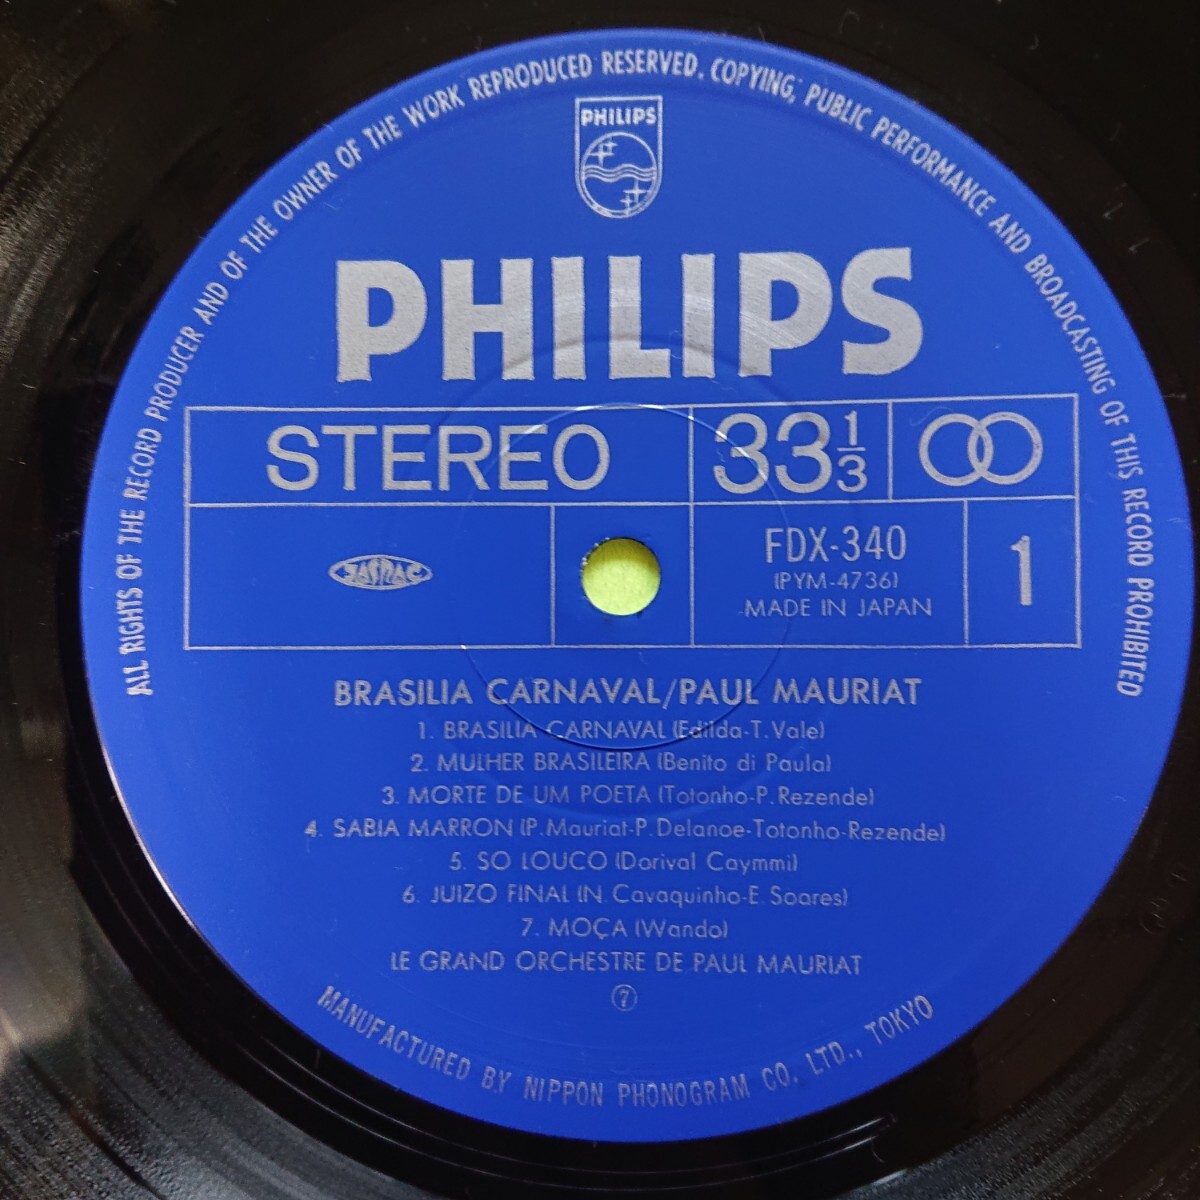 ALL RIGHTS OF THE RECORD PRODUCER AND OF THE OWNER OF THE WORK REPRODUCED RESERVED. COPYING, PUBLIC PERFORMANCE AND BROADCASTING OF THIS RECORD PROHIBITED
PHILIPS
PHILIPS
STEREO 33 1/3
JASRAC
FDX-340
(PYM-4736)
MADE IN JAPAN
1
BRASILIA CARNAVAL/PAUL MAURIAT
1. BRASILIA CARNAVAL (Edilda-T. Vale)
2. MULHER BRASILEIRA (Benito di Paula)
3. MORTE DE UM POETA (Totonho-P. Rezende)
4. SABIA MARRON (P. Mauriat-P. Delanoe-Totonho-Rezende)
5. SO LOUCO (Dorival Caymmi)
6. JUIZO FINAL (N. Cavaquinho-E. Soares)
7. MOÇA (Wando)
LE GRAND ORCHESTRE DE PAUL MAURIAT
⑦
MANUFACTURED BY NIPPON PHONOGRAM CO. LTD., TOKYO